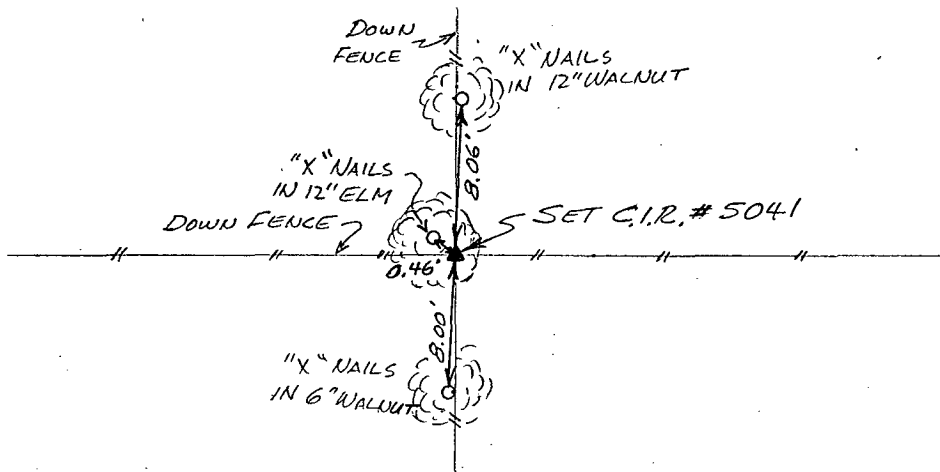 DOWN
FENCE
"X" NAILS
IN 12" WALNUT
8.06'
"X" NAILS
IN 12" ELM
DOWN FENCE
SET C.I.R. # 5041
0.46'
8.00'
"X" NAILS
IN 6" WALNUT